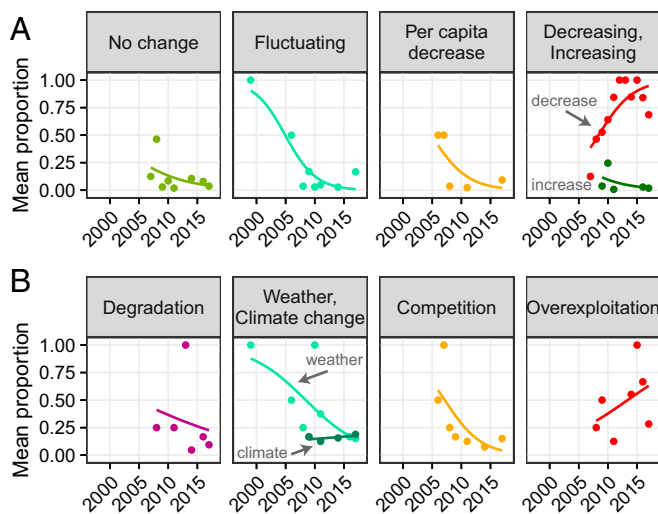 A
No change
Fluctuating
Per capita
decrease
Decreasing,
Increasing
Mean proportion
1.00
0.75
0.50
0.25
0.00
decrease
increase
2000 2005 2010 2015 2000 2005 2010 2015 2000 2005 2010 2015 2000 2005 2010 2015
B
Degradation
Weather,
Climate change
Competition
Overexploitation
Mean proportion
1.00
0.75
0.50
0.25
0.00
weather
climate
2000 2005 2010 2015 2000 2005 2010 2015 2000 2005 2010 2015 2000 2005 2010 2015